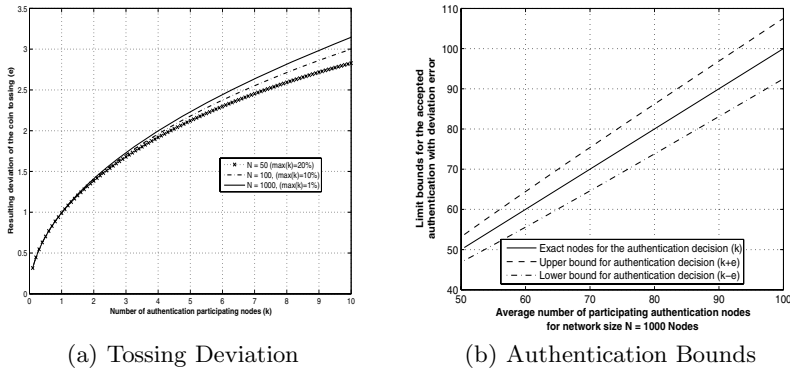 3.5
3
2.5
2
1.5
1
0.5
0
Resulting deviation of the coin tossing (e)
N = 50 (max(k)=20%)
N = 100, (max(k)=10%)
N = 1000, (max(k)=1%)
0 1 2 3 4 5 6 7 8 9 10
Number of authentication participating nodes (k)
(a) Tossing Deviation
110
100
90
80
70
60
50
40
Limit bounds for the accepted
authentication with deviation error
Exact nodes for the authentication decision (k)
Upper bound for authentication decision (k+e)
Lower bound for authentication decision (k−e)
50 60 70 80 90 100
Average number of participating authentication nodes
for network size N = 1000 Nodes
(b) Authentication Bounds